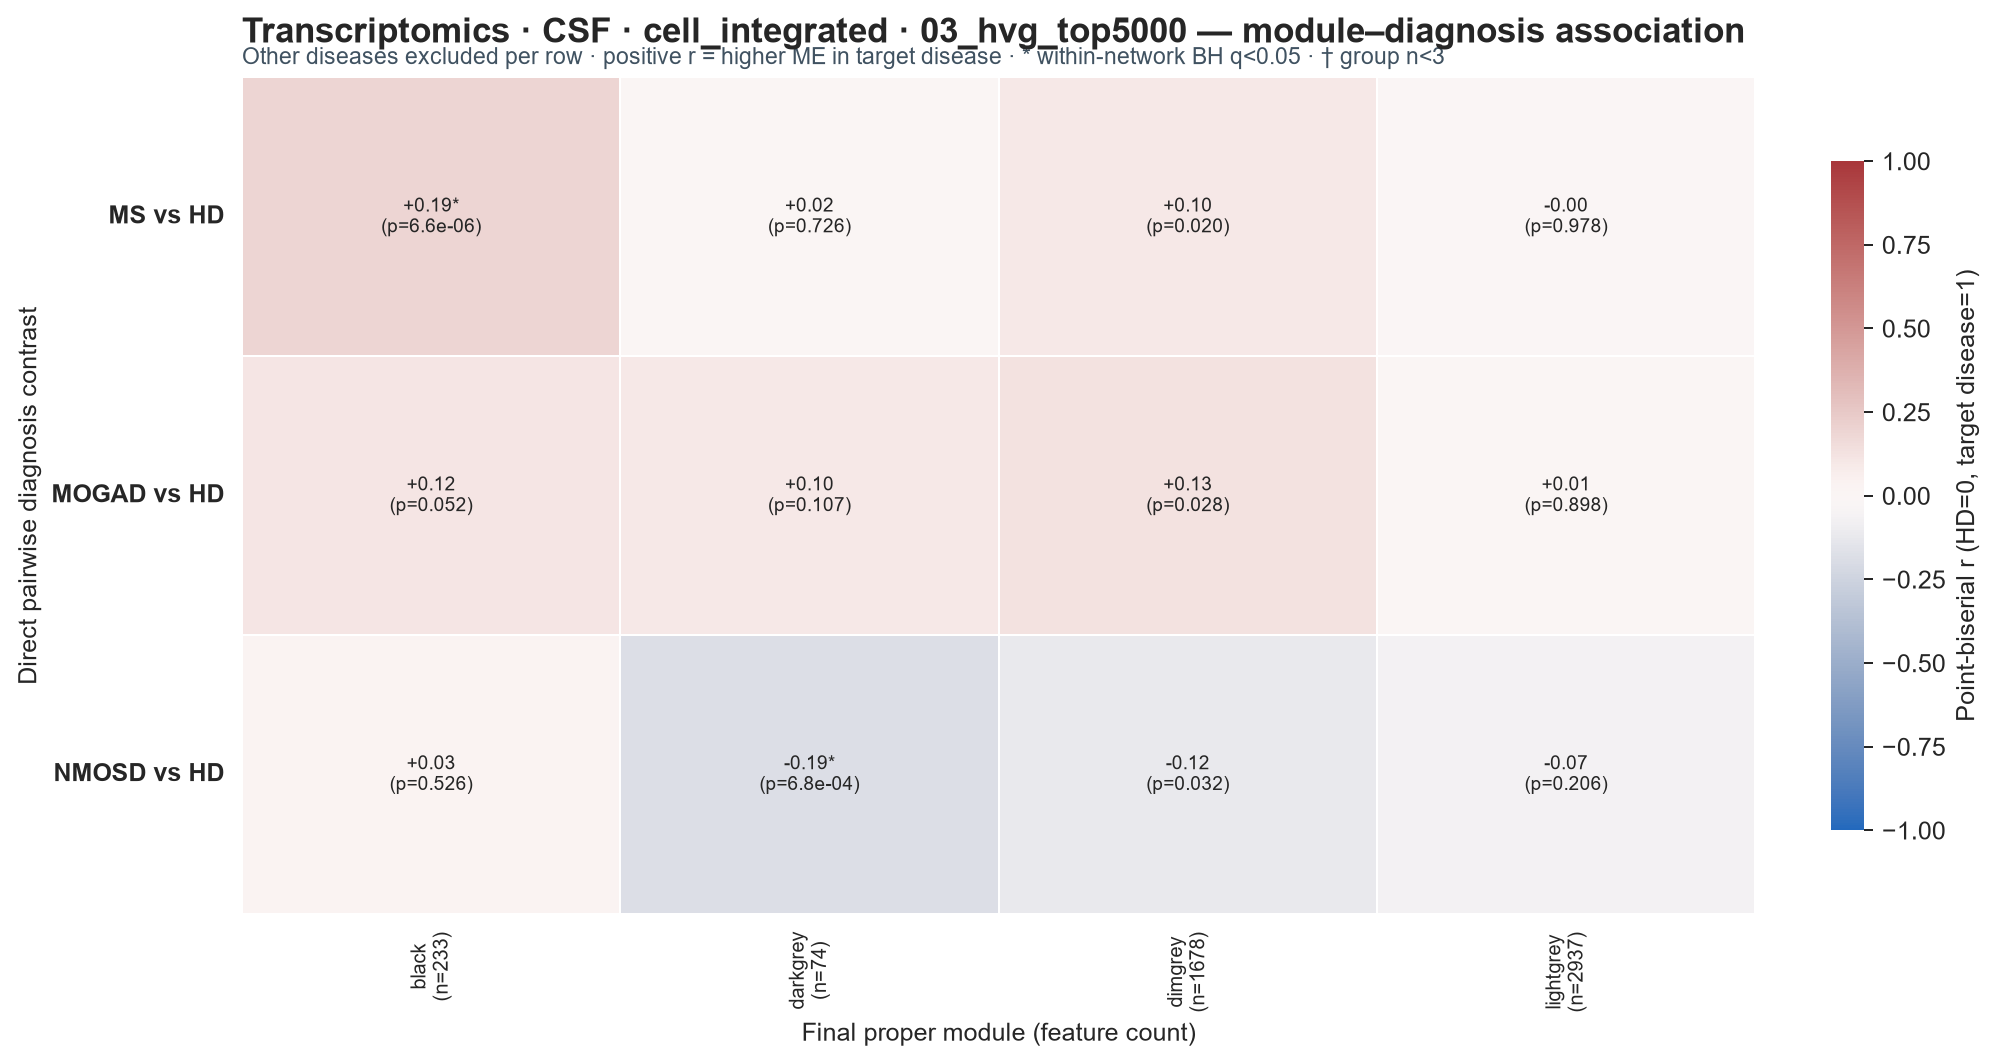 Transcriptomics · CSF · cell_integrated · 03_hvg_top5000 — module–diagnosis association
Other diseases excluded per row · positive r = higher ME in target disease · * within-network BH q<0.05 · † group n<3
Direct pairwise diagnosis contrast
MS vs HD
+0.19*
(p=6.6e-06)
+0.02
(p=0.726)
+0.10
(p=0.020)
-0.00
(p=0.978)
MOGAD vs HD
+0.12
(p=0.052)
+0.10
(p=0.107)
+0.13
(p=0.028)
+0.01
(p=0.898)
NMOSD vs HD
+0.03
(p=0.526)
-0.19*
(p=6.8e-04)
-0.12
(p=0.032)
-0.07
(p=0.206)
black
(n=233)
darkgrey
(n=74)
dimgrey
(n=1678)
lightgrey
(n=2937)
Final proper module (feature count)
1.00
0.75
0.50
0.25
0.00
−0.25
−0.50
−0.75
−1.00
Point-biserial r (HD=0, target disease=1)